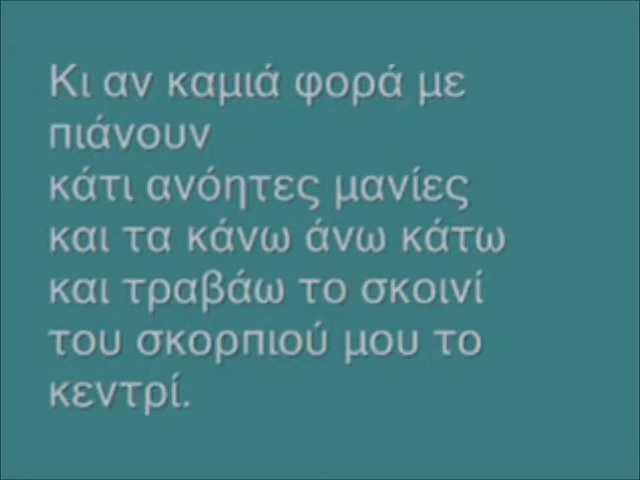 Κι αν καμιά φορά με
πιάνουν
κάτι ανόητες μανίες
και τα κάνω άνω κάτω
και τραβάω το σκοινί
του σκορπιού μου το
κεντρί.